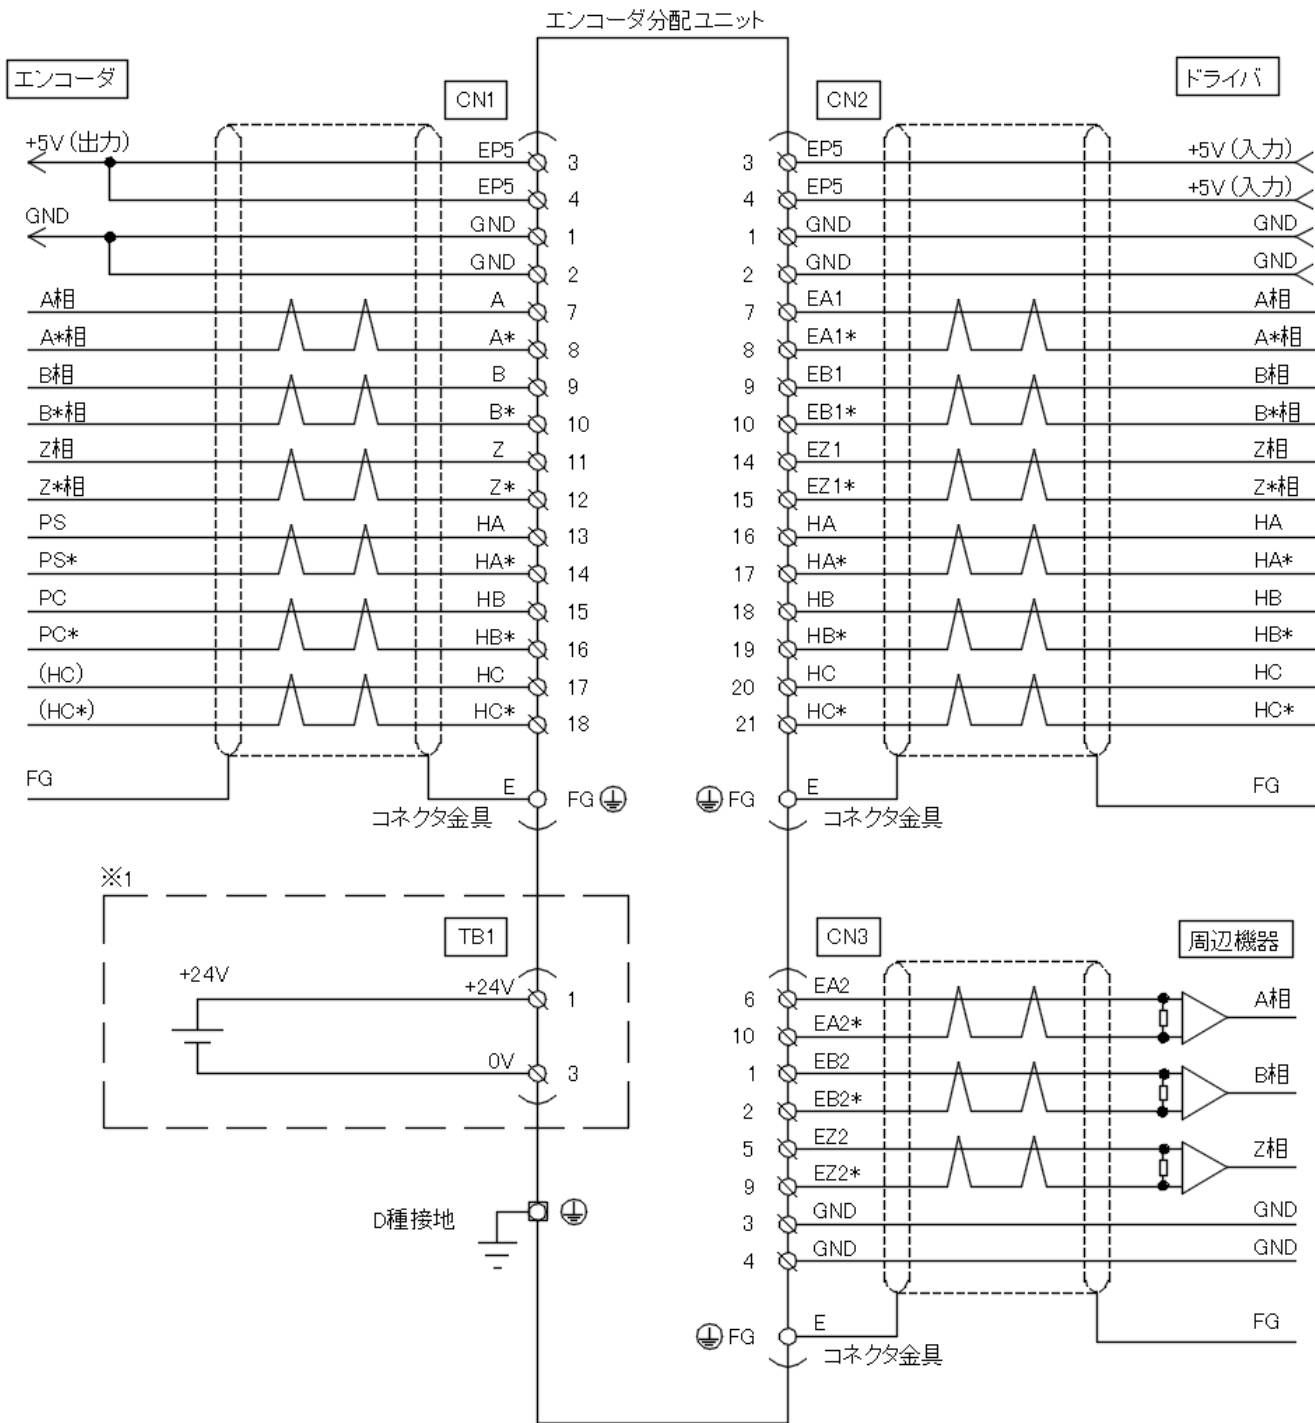 エンコーダ分配ユニット
エンコーダ
CN1
CN2
ドライバ
+5V(出力) EP5 3
EP5 4
GND GND 1
GND 2
A相 A 7
A*相 A* 8
B相 B 9
B*相 B* 10
Z相 Z 11
Z*相 Z* 12
PS HA 13
PS* HA* 14
PC HB 15
PC* HB* 16
(HC) HC 17
(HC*) HC* 18
FG E FG
コネクタ金具
3 EP5 +5V(入力)
4 EP5 +5V(入力)
1 GND GND
2 GND GND
7 EA1 A相
8 EA1* A*相
9 EB1 B相
10 EB1* B*相
14 EZ1 Z相
15 EZ1* Z*相
16 HA HA
17 HA* HA*
18 HB HB
19 HB* HB*
20 HC HC
21 HC* HC*
FG E FG
コネクタ金具
※1
TB1
+24V +24V 1
0V 3
D種接地
CN3
周辺機器
6 EA2 A相
10 EA2*
1 EB2 B相
2 EB2*
5 EZ2 Z相
9 EZ2*
3 GND GND
4 GND GND
FG E FG
コネクタ金具